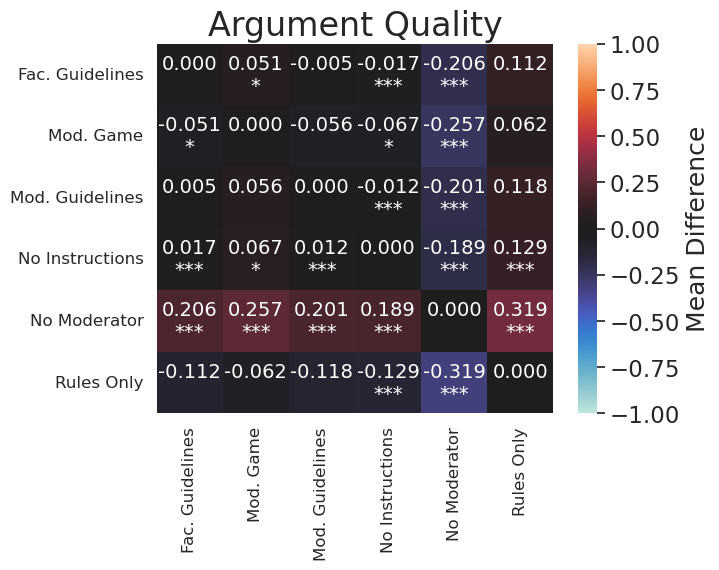 Argument Quality
Fac. Guidelines 0.000 0.051 -0.005 -0.017 -0.206 0.112
* *** ***
Mod. Game -0.051 0.000 -0.056 -0.067 -0.257 0.062
* * ***
Mod. Guidelines 0.005 0.056 0.000 -0.012 -0.201 0.118
*** ***
No Instructions 0.017 0.067 0.012 0.000 -0.189 0.129
*** * *** *** ***
No Moderator 0.206 0.257 0.201 0.189 0.000 0.319
*** *** *** *** ***
Rules Only -0.112 -0.062 -0.118 -0.129 -0.319 0.000
*** ***
Fac. Guidelines
Mod. Game
Mod. Guidelines
No Instructions
No Moderator
Rules Only
1.00
0.75
0.50
0.25
0.00
−0.25
−0.50
−0.75
−1.00
Mean Difference